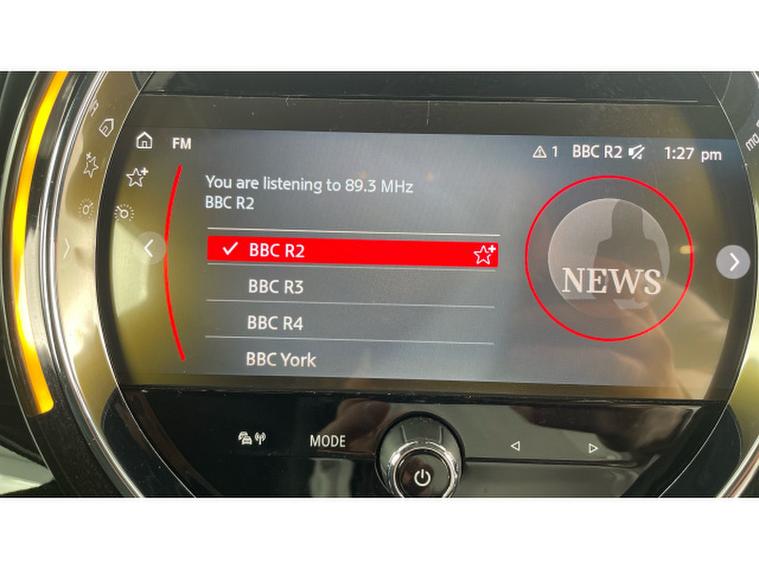 FM
1 BBC R2 1:27 pm
You are listening to 89.3 MHz
BBC R2
BBC R2
BBC R3
BBC R4
BBC York
NEWS
MODE